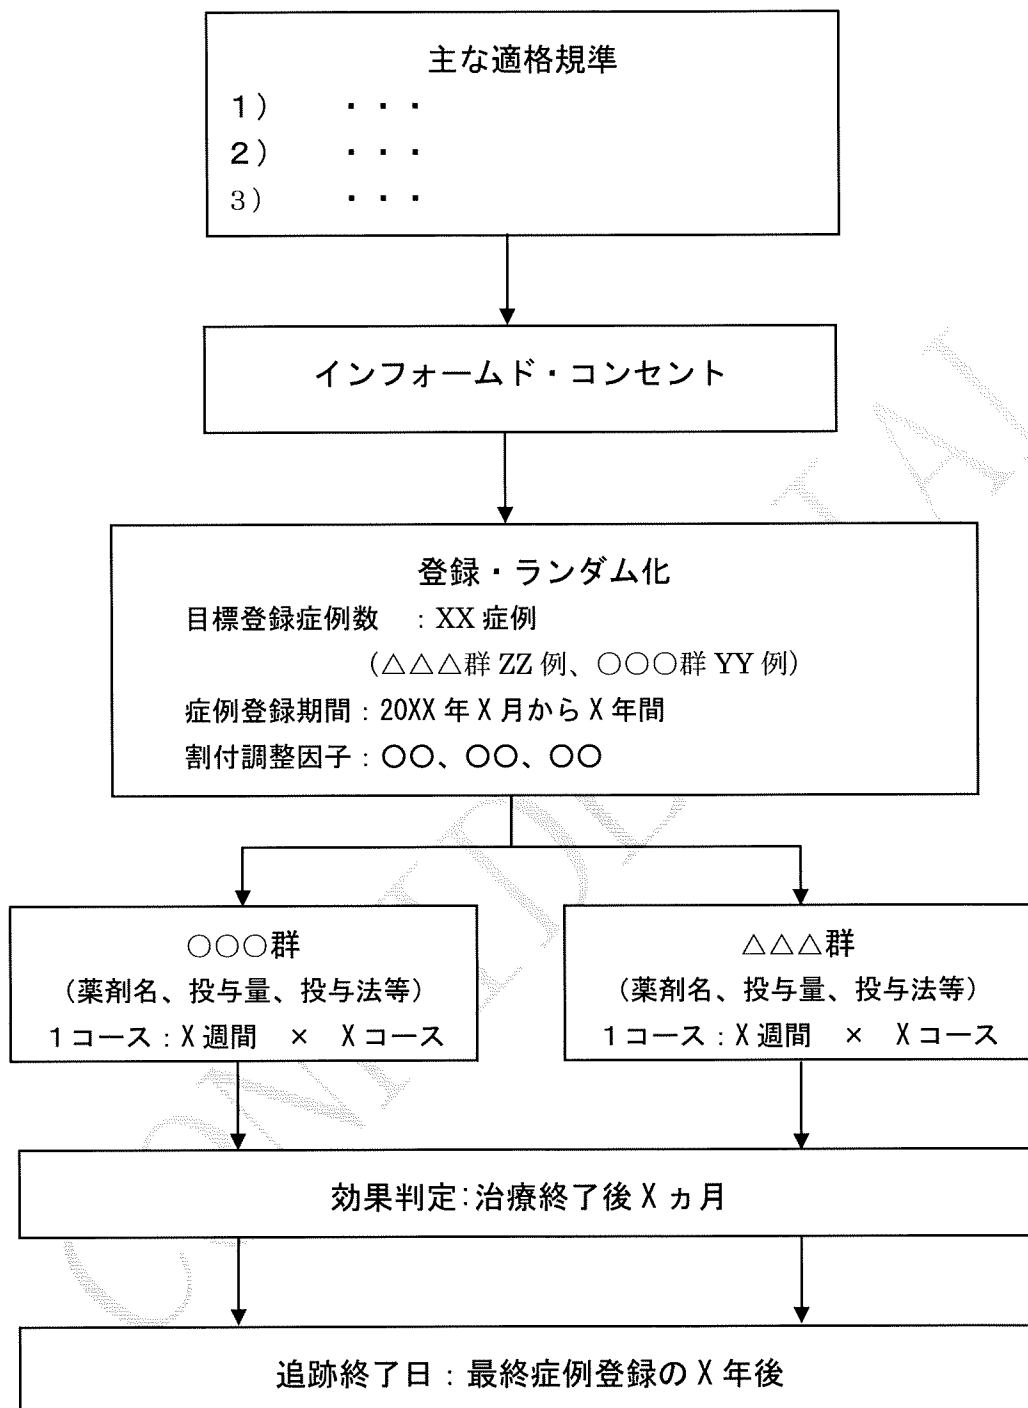 主な適格規準
1）　・・・
2）　・・・
3）　・・・
インフォームド・コンセント
登録・ランダム化
目標登録症例数　：XX 症例
（△△△群 ZZ 例、○○○群 YY 例）
症例登録期間：20XX 年 X 月から X 年間
割付調整因子：○○、○○、○○
○○○群
（薬剤名、投与量、投与法等）
1コース：X 週間　×　X コース
△△△群
（薬剤名、投与量、投与法等）
1コース：X 週間　×　X コース
効果判定：治療終了後 X ヵ月
追跡終了日：最終症例登録の X 年後